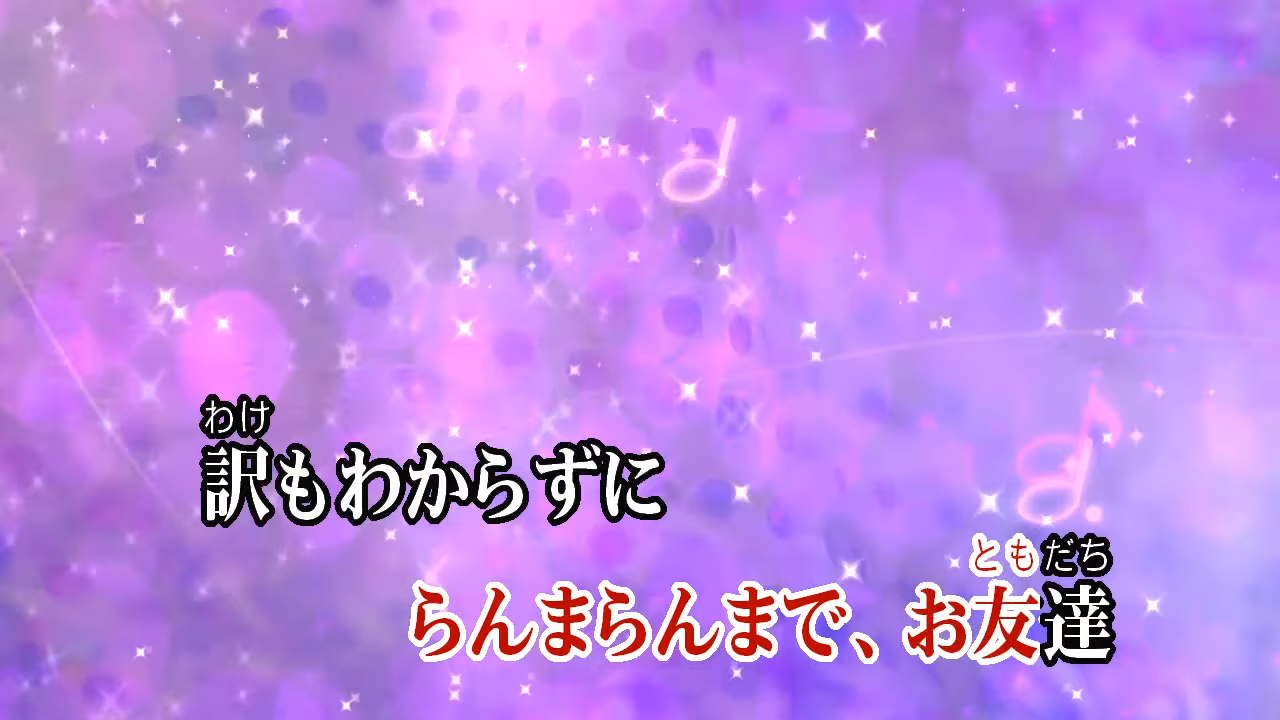 わけ
訳もわからずに
ともだち
らんまらんまで、お友達